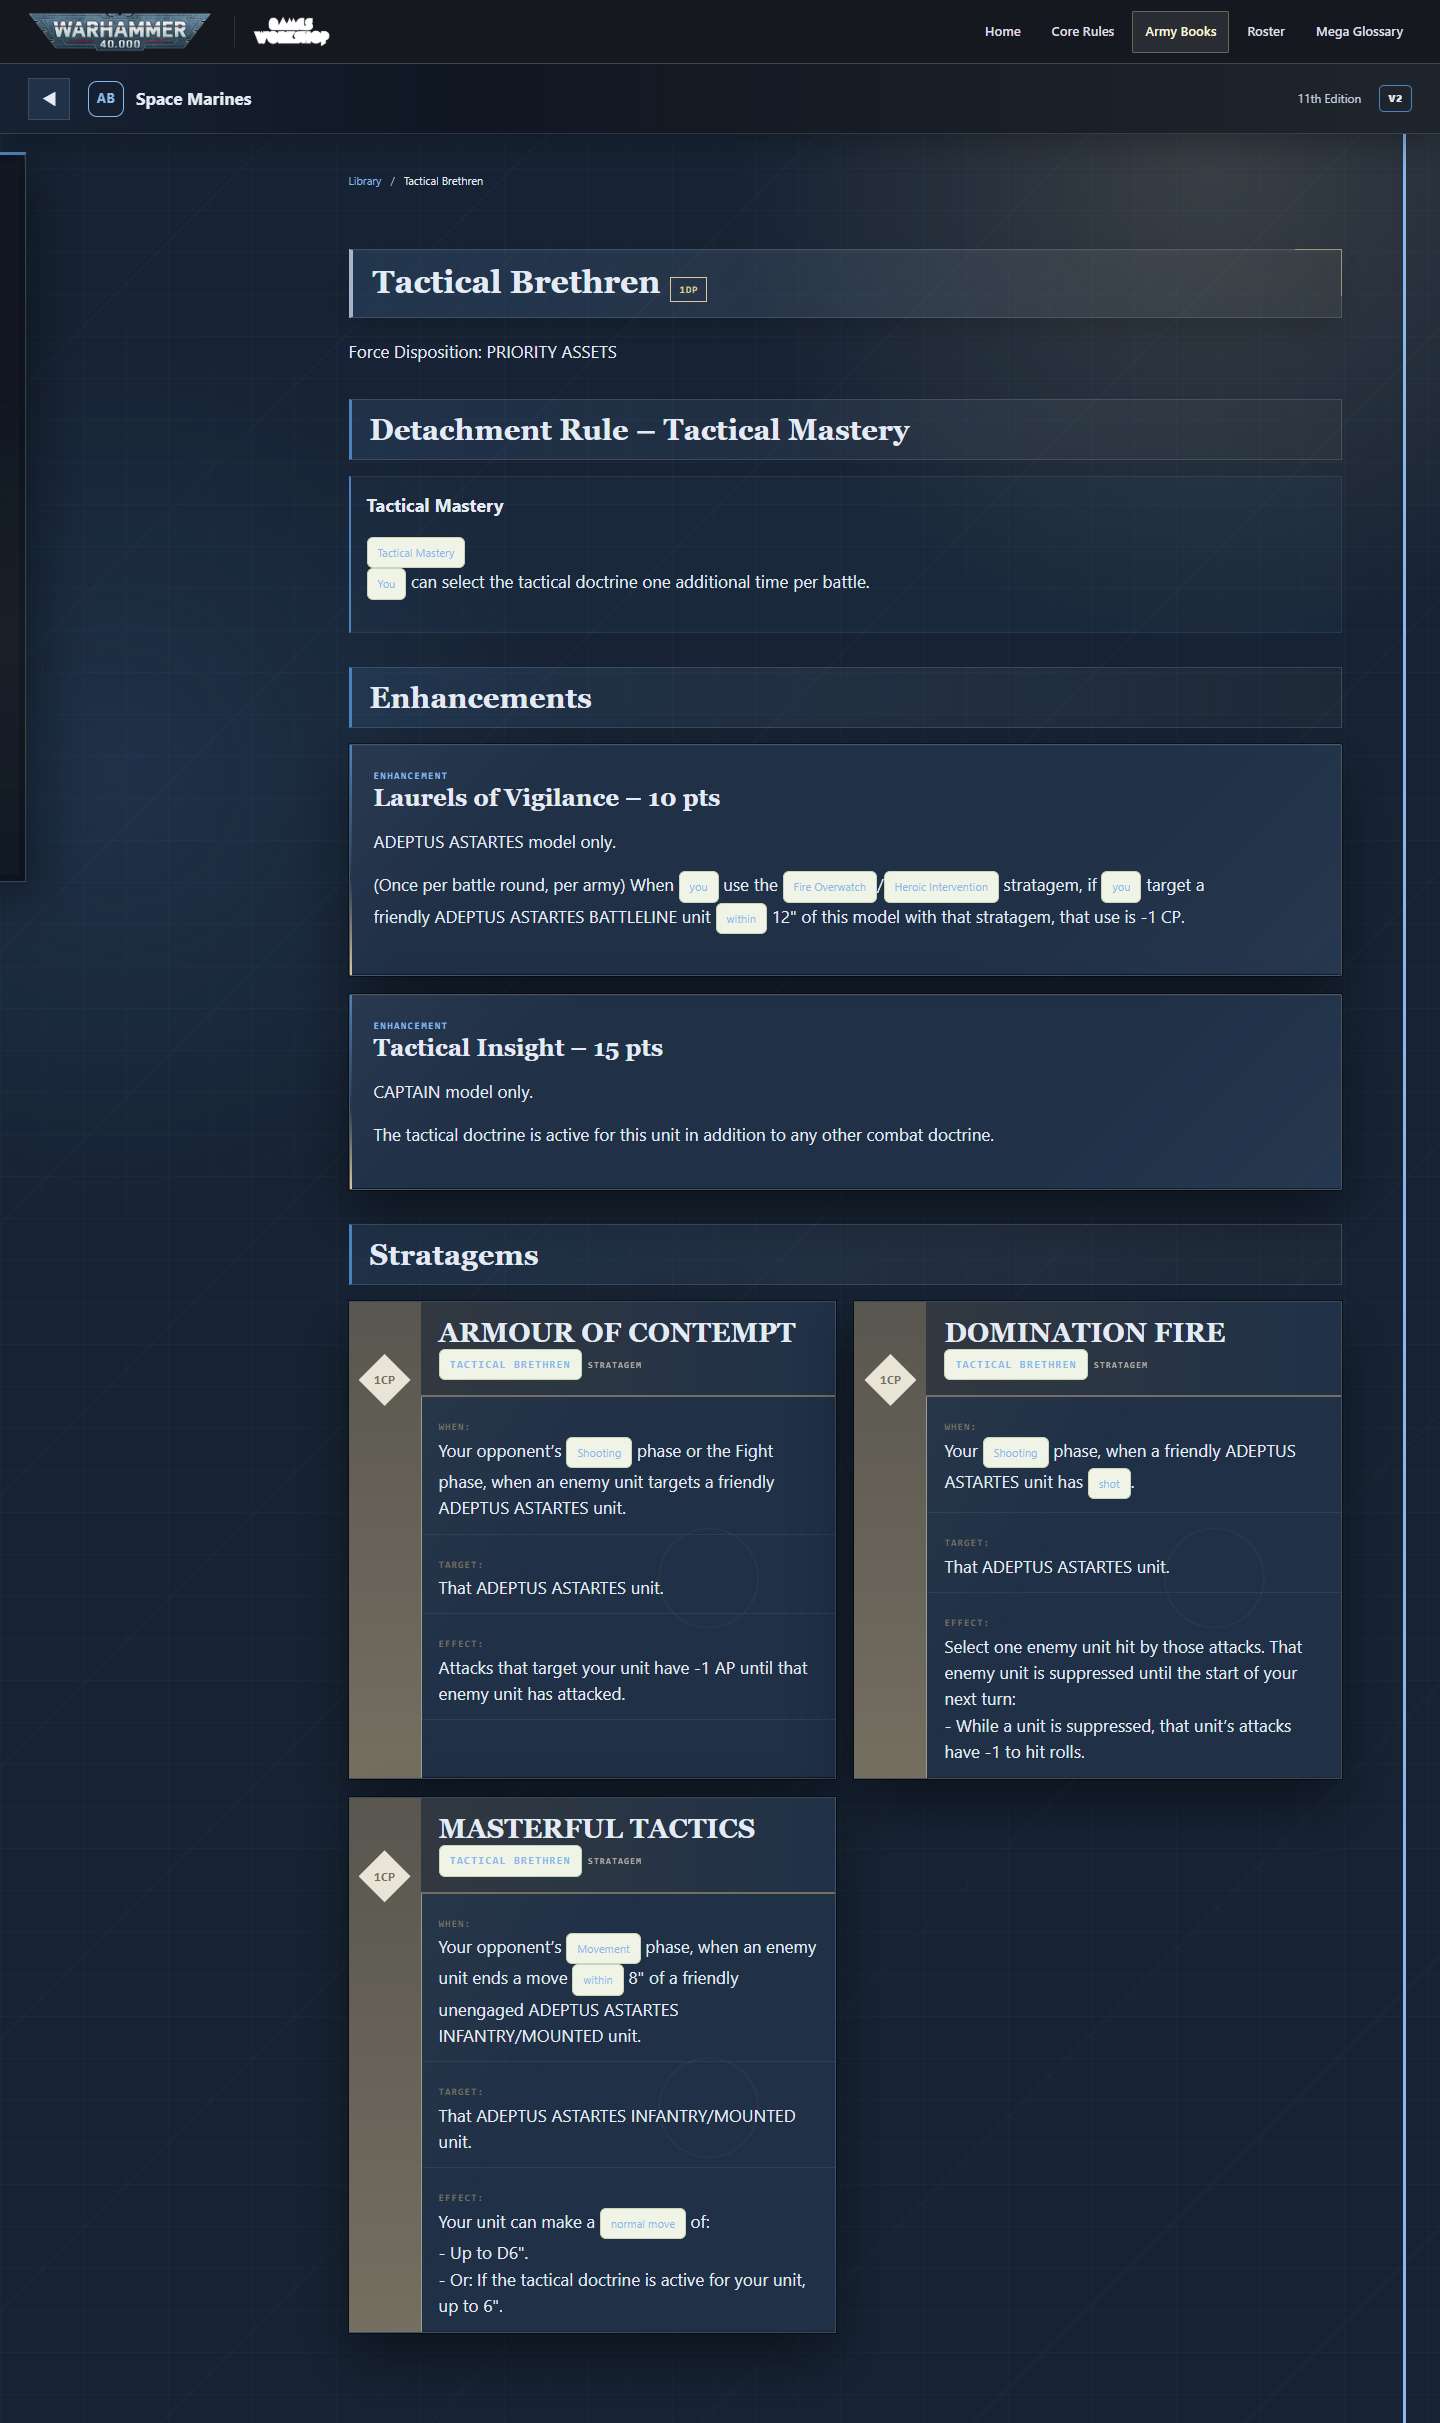 WARHAMMER
40,000
GAMES
WORKSHOP
Home
Core Rules
Army Books
Roster
Mega Glossary
AB
Space Marines
11th Edition
V2
Library / Tactical Brethren
Tactical Brethren 1DP
Force Disposition: PRIORITY ASSETS
Detachment Rule – Tactical Mastery
Tactical Mastery
Tactical Mastery
You can select the tactical doctrine one additional time per battle.
Enhancements
ENHANCEMENT
Laurels of Vigilance – 10 pts
ADEPTUS ASTARTES model only.
(Once per battle round, per army) When you use the Fire Overwatch/Heroic Intervention stratagem, if you target a
friendly ADEPTUS ASTARTES BATTLELINE unit within 12" of this model with that stratagem, that use is -1 CP.
ENHANCEMENT
Tactical Insight – 15 pts
CAPTAIN model only.
The tactical doctrine is active for this unit in addition to any other combat doctrine.
Stratagems
1CP
ARMOUR OF CONTEMPT
TACTICAL BRETHREN STRATAGEM
WHEN:
Your opponent's Shooting phase or the Fight
phase, when an enemy unit targets a friendly
ADEPTUS ASTARTES unit.
TARGET:
That ADEPTUS ASTARTES unit.
EFFECT:
Attacks that target your unit have -1 AP until that
enemy unit has attacked.
1CP
DOMINATION FIRE
TACTICAL BRETHREN STRATAGEM
WHEN:
Your Shooting phase, when a friendly ADEPTUS
ASTARTES unit has shot.
TARGET:
That ADEPTUS ASTARTES unit.
EFFECT:
Select one enemy unit hit by those attacks. That
enemy unit is suppressed until the start of your
next turn:
- While a unit is suppressed, that unit's attacks
have -1 to hit rolls.
1CP
MASTERFUL TACTICS
TACTICAL BRETHREN STRATAGEM
WHEN:
Your opponent's Movement phase, when an enemy
unit ends a move within 8" of a friendly
unengaged ADEPTUS ASTARTES
INFANTRY/MOUNTED unit.
TARGET:
That ADEPTUS ASTARTES INFANTRY/MOUNTED
unit.
EFFECT:
Your unit can make a normal move of:
- Up to D6".
- Or: If the tactical doctrine is active for your unit,
up to 6".